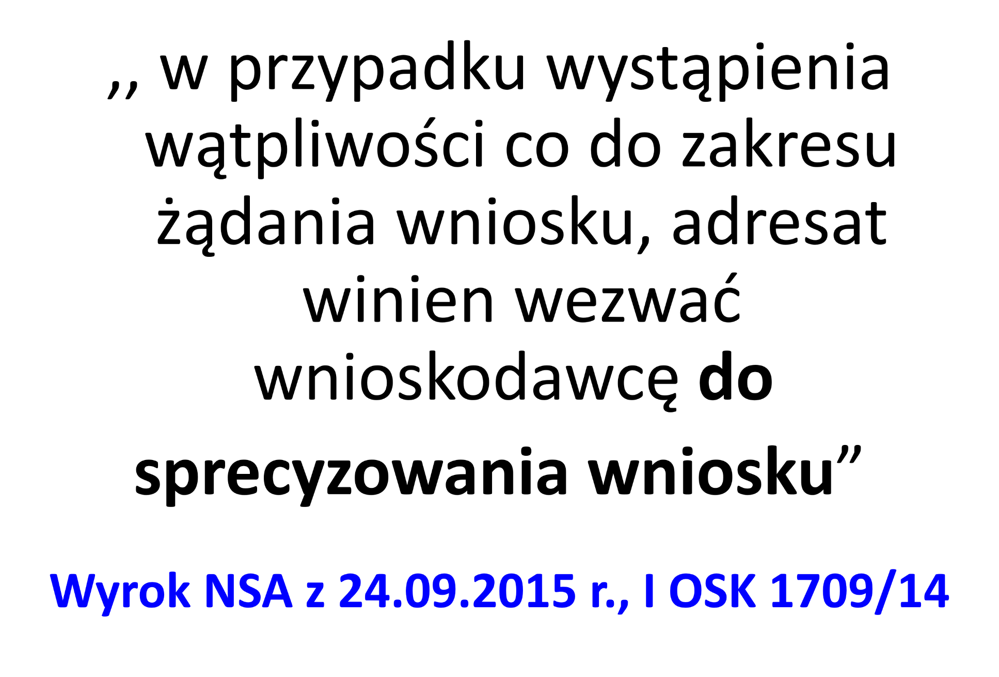 ,, w przypadku wystąpienia
wątpliwości co do zakresu
żądania wniosku, adresat
winien wezwać
wnioskodawcę do
sprecyzowania wniosku”
Wyrok NSA z 24.09.2015 r., I OSK 1709/14